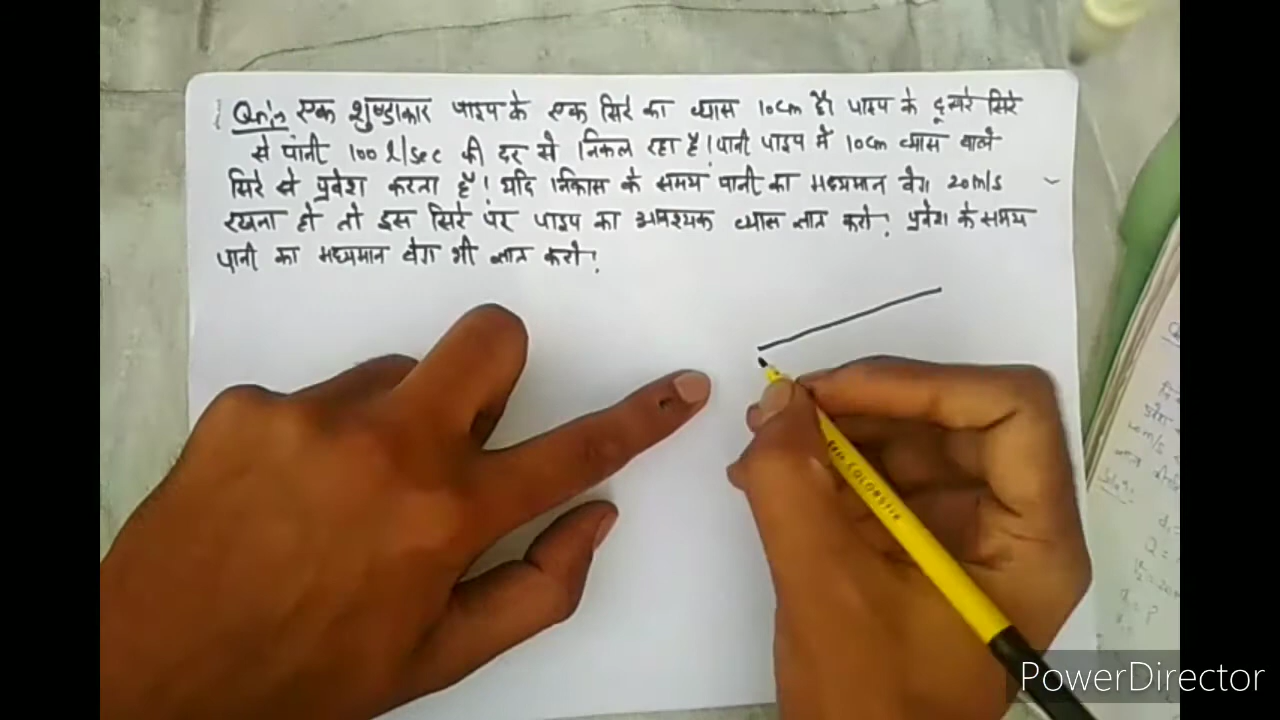 Qn:- एक शुण्डाकार पाइप के एक सिरे का व्यास 10cm है। पाइप के दूसरे सिरे
से पानी 100 l/sec की दर से निकल रहा है। पानी पाइप में 10cm व्यास वाले
सिरे से प्रवेश करता है। यदि निकास के समय पानी का मध्यमान वेग 20m/s
रखना हो तो इस सिरे पर पाइप का आवश्यक व्यास ज्ञात करो? प्रवेश के समय
पानी का मध्यमान वेग भी ज्ञात करो?
COLORSTIX
PowerDirector